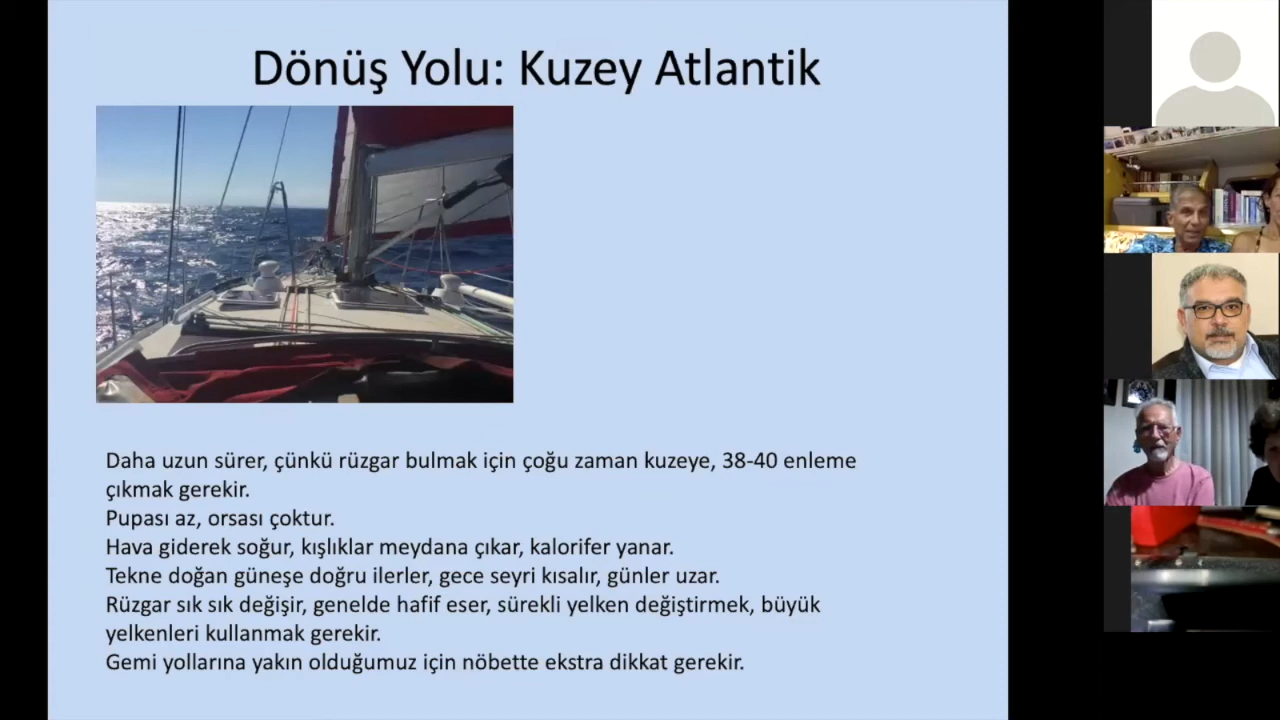 Dönüş Yolu: Kuzey Atlantik
Daha uzun sürer, çünkü rüzgar bulmak için çoğu zaman kuzeye, 38-40 enleme
çıkmak gerekir.
Pupası az, orsası çoktur.
Hava giderek soğur, kışlıklar meydana çıkar, kalorifer yanar.
Tekne doğan güneşe doğru ilerler, gece seyri kısalır, günler uzar.
Rüzgar sık sık değişir, genelde hafif eser, sürekli yelken değiştirmek, büyük
yelkenleri kullanmak gerekir.
Gemi yollarına yakın olduğumuz için nöbette ekstra dikkat gerekir.